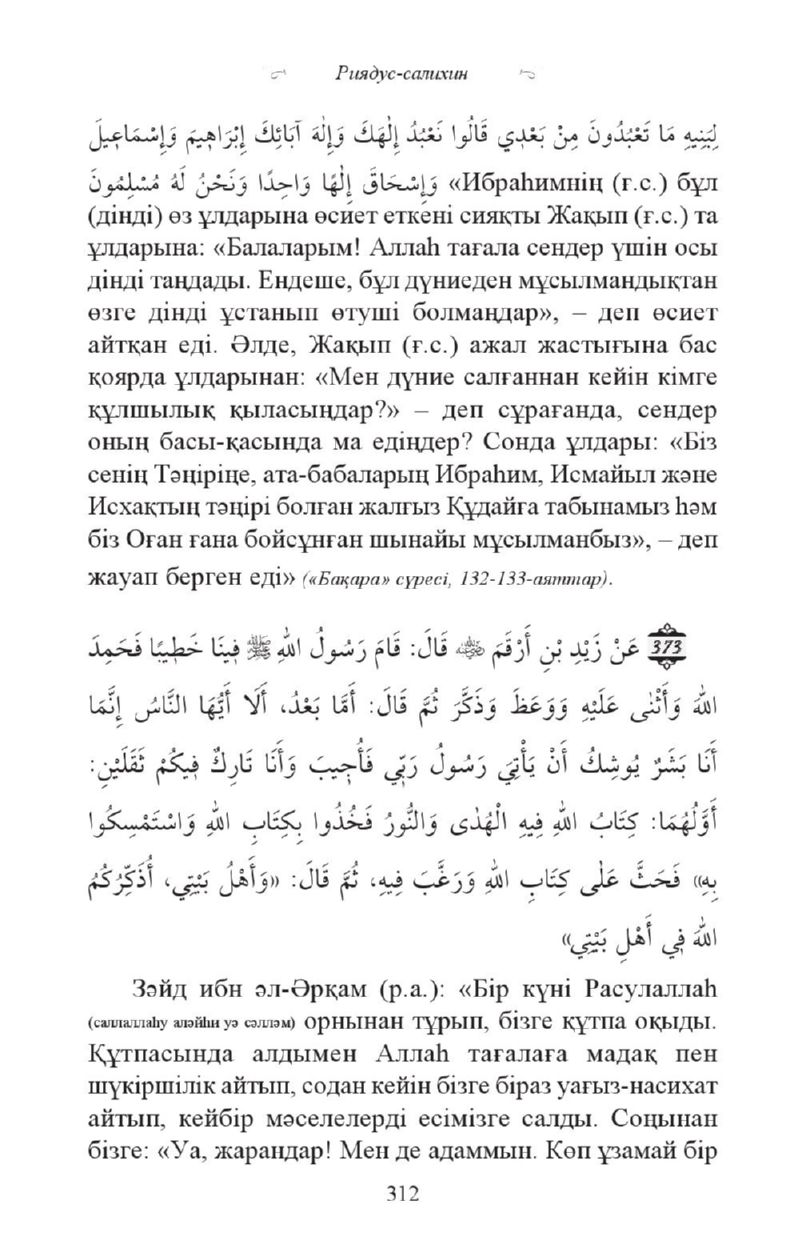 Риядус-салихин
لِبَنِيهِ مَا تَعْبُدُونَ مِنْ بَعْدِي قَالُوا نَعْبُدُ إِلٰهَكَ وَإِلٰهَ آبَائِكَ إِبْرَاهِيمَ وَإِسْمَاعِيلَ
وَإِسْحَاقَ إِلٰهًا وَاحِدًا وَنَحْنُ لَهُ مُسْلِمُونَ «Ибраһимнің (ғ.с.) бұл
(дінді) өз ұлдарына өсиет еткені сияқты Жақып (ғ.с.) та
ұлдарына: «Балаларым! Аллаһ тағала сендер үшін осы
дінді таңдады. Ендеше, бұл дүниеден мұсылмандықтан
өзге дінді ұстанып өтуші болмаңдар», – деп өсиет
айтқан еді. Әлде, Жақып (ғ.с.) ажал жастығына бас
қоярда ұлдарынан: «Мен дүние салғаннан кейін кімге
құлшылық қыласыңдар?» – деп сұрағанда, сендер
оның басы-қасында ма едіңдер? Сонда ұлдары: «Біз
сенің Тәңіріңе, ата-бабаларың Ибраһим, Исмайыл және
Исхақтың тәңірі болған жалғыз Құдайға табынамыз һәм
біз Оған ғана бойсұнған шынайы мұсылманбыз», – деп
жауап берген еді» («Бақара» сүресі, 132-133-аяттар).
373 عَنْ زَيْدِ بْنِ أَرْقَمَ ﷺ قَالَ: قَامَ رَسُولُ اللهِ ﷺ فِينَا خَطِيبًا فَحَمِدَ
اللهَ وَأَثْنٰى عَلَيْهِ وَوَعَظَ وَذَكَّرَ ثُمَّ قَالَ: أَمَّا بَعْدُ، أَلَا أَيُّهَا النَّاسُ إِنَّمَا
أَنَا بَشَرٌ يُوشِكُ أَنْ يَأْتِيَ رَسُولُ رَبِّي فَأُجِيبَ وَأَنَا تَارِكٌ فِيكُمْ ثَقَلَيْنِ:
أَوَّلُهُمَا: كِتَابُ اللهِ فِيهِ الْهُدٰى وَالنُّورُ فَخُذُوا بِكِتَابِ اللهِ وَاسْتَمْسِكُوا
بِهِ» فَحَثَّ عَلٰى كِتَابِ اللهِ وَرَغَّبَ فِيهِ، ثُمَّ قَالَ: «وَأَهْلُ بَيْتِي، أُذَكِّرُكُمُ
اللهَ فِي أَهْلِ بَيْتِي»
Зәйд ибн әл-Әрқам (р.а.): «Бір күні Расулаллаһ
(саллаллаһу аләйһи уә сәлләм) орнынан тұрып, бізге құтпа оқыды.
Құтпасында алдымен Аллаһ тағалаға мадақ пен
шүкіршілік айтып, содан кейін бізге біраз уағыз-насихат
айтып, кейбір мәселелерді есімізге салды. Соңынан
бізге: «Уа, жарандар! Мен де адаммын. Көп ұзамай бір
312